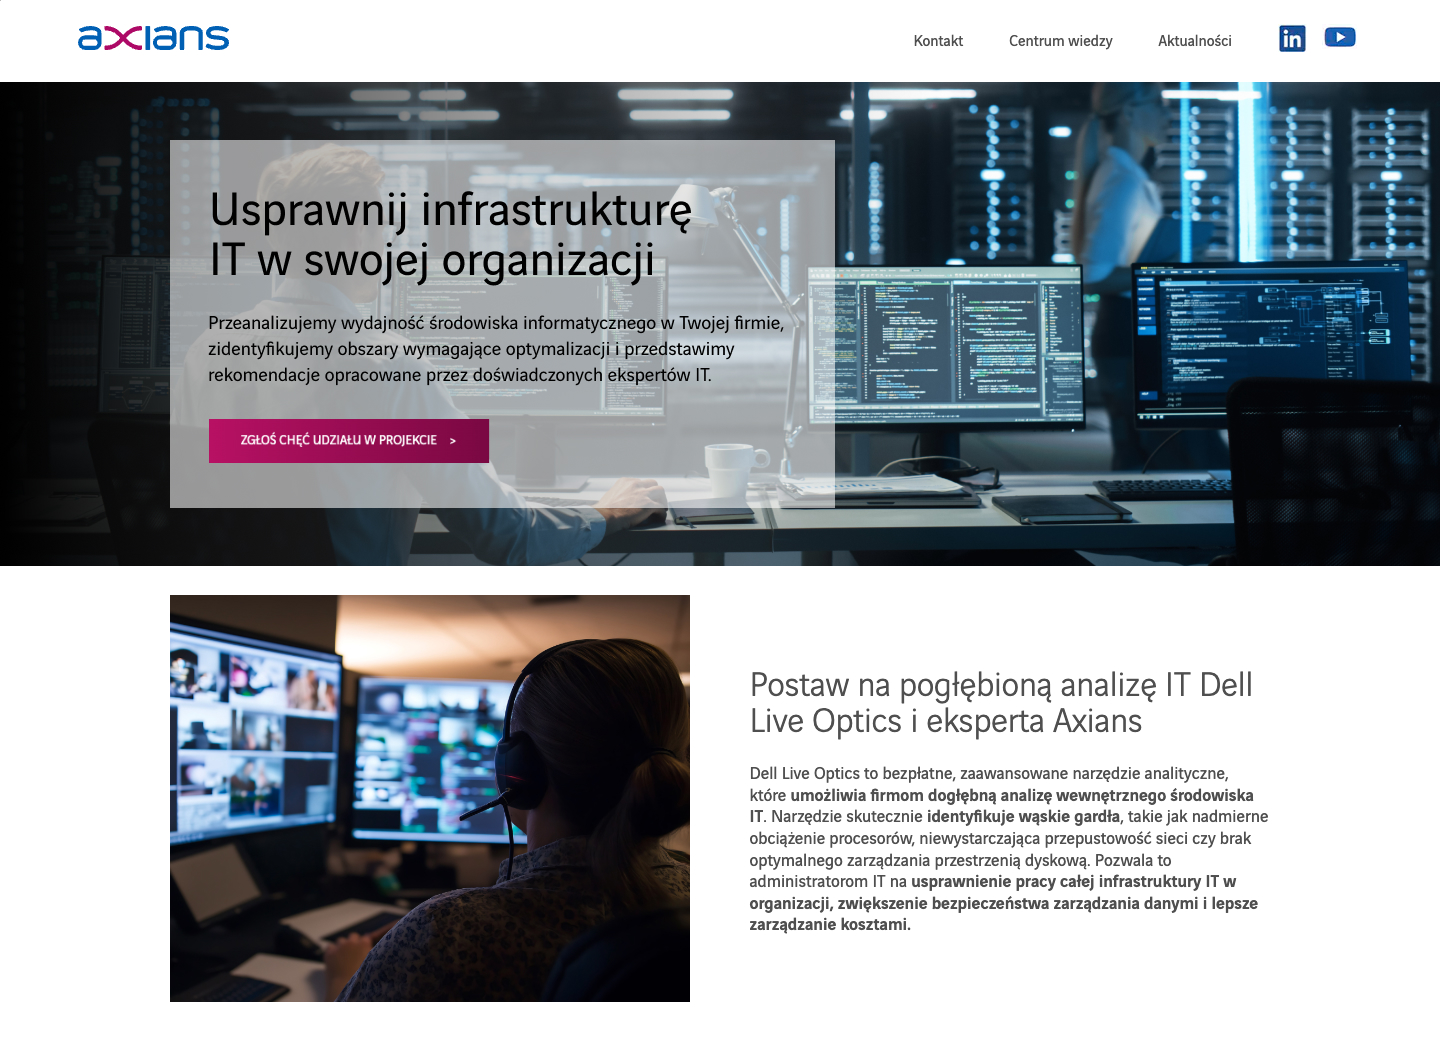 axians
Kontakt
Centrum wiedzy
Aktualności
in
Usprawnij infrastrukturę
IT w swojej organizacji
Przeanalizujemy wydajność środowiska informatycznego w Twojej firmie,
zidentyfikujemy obszary wymagające optymalizacji i przedstawimy
rekomendacje opracowane przez doświadczonych ekspertów IT.
ZGŁOŚ CHĘĆ UDZIAŁU W PROJEKCIE >
Postaw na pogłębioną analizę IT Dell
Live Optics i eksperta Axians
Dell Live Optics to bezpłatne, zaawansowane narzędzie analityczne,
które umożliwia firmom dogłębną analizę wewnętrznego środowiska
IT. Narzędzie skutecznie identyfikuje wąskie gardła, takie jak nadmierne
obciążenie procesorów, niewystarczająca przepustowość sieci czy brak
optymalnego zarządzania przestrzenią dyskową. Pozwala to
administratorom IT na usprawnienie pracy całej infrastruktury IT w
organizacji, zwiększenie bezpieczeństwa zarządzania danymi i lepsze
zarządzanie kosztami.